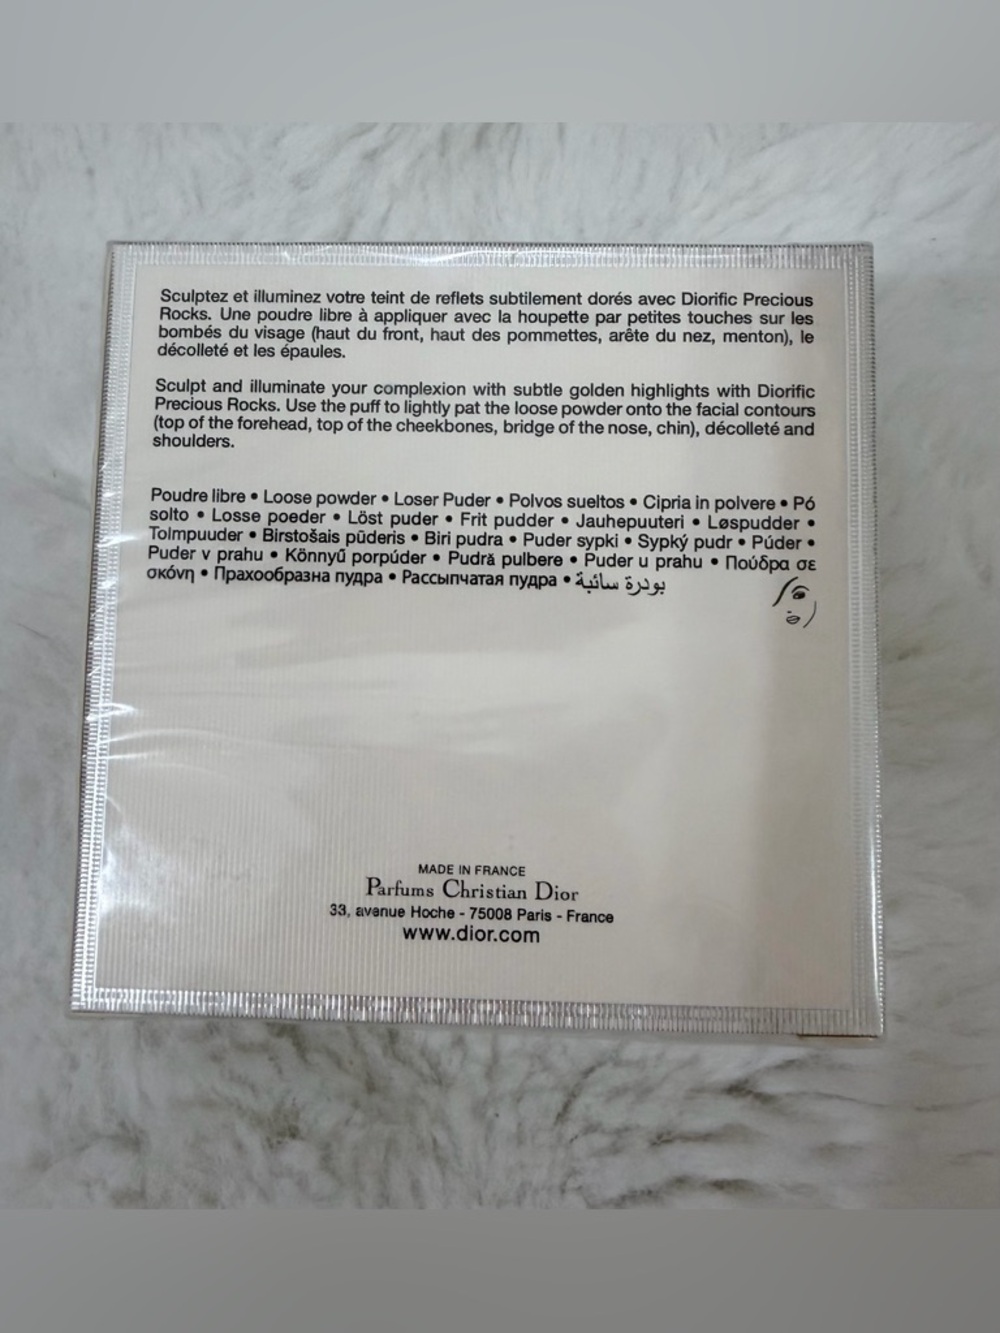 Sculptez et illuminez votre teint de reflets subtilement dorés avec Diorific Precious
Rocks. Une poudre libre à appliquer avec la houpette par petites touches sur les
bombés du visage (haut du front, haut des pommettes, arête du nez, menton), le
décolleté et les épaules.
Sculpt and illuminate your complexion with subtle golden highlights with Diorific
Precious Rocks. Use the puff to lightly pat the loose powder onto the facial contours
(top of the forehead, top of the cheekbones, bridge of the nose, chin), décolleté and
shoulders.
Poudre libre • Loose powder • Loser Puder • Polvos sueltos • Cipria in polvere • Pó
solto • Losse poeder • Löst puder • Frit pudder • Jauhepuuteri • Løspudder •
Tolmpuuder • Birstošais pūderis • Biri pudra • Puder sypki • Sypký pudr • Púder •
Puder v prahu • Könnyű porpúder • Pudră pulbere • Puder u prahu • Πούδρα σε
σκόνη • Прахообразна пудра • Рассыпчатая пудра • بودرة سائبة
MADE IN FRANCE
Parfums Christian Dior
33, avenue Hoche - 75008 Paris - France
www.dior.com